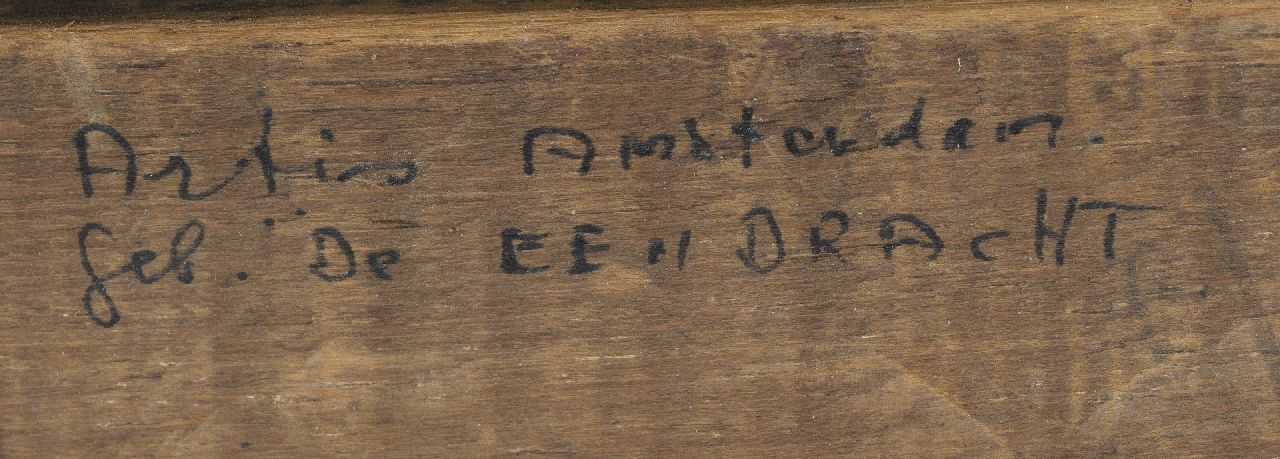 Artis Amsterdam.
geb. De EENDRACHT